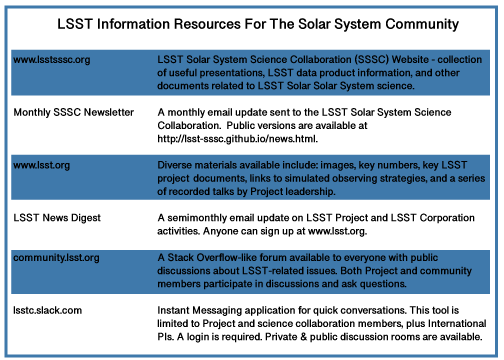 LSST Information Resources For The Solar System Community
www.lsstsssc.org
LSST Solar System Science Collaboration (SSSC) Website - collection
of useful presentations, LSST data product information, and other
documents related to LSST Solar Solar System science.
Monthly SSSC Newsletter
A monthly email update sent to the LSST Solar System Science
Collaboration. Public versions are available at
http://lsst-sssc.github.io/news.html.
www.lsst.org
Diverse materials available include: images, key numbers, key LSST
project documents, links to simulated observing strategies, and a series
of recorded talks by Project leadership.
LSST News Digest
A semimonthly email update on LSST Project and LSST Corporation
activities. Anyone can sign up at www.lsst.org.
community.lsst.org
A Stack Overflow-like forum available to everyone with public
discussions about LSST-related issues. Both Project and community
members participate in discussions and ask questions.
lsstc.slack.com
Instant Messaging application for quick conversations. This tool is
limited to Project and science collaboration members, plus International
PIs. A login is required. Private & public discussion rooms are available.